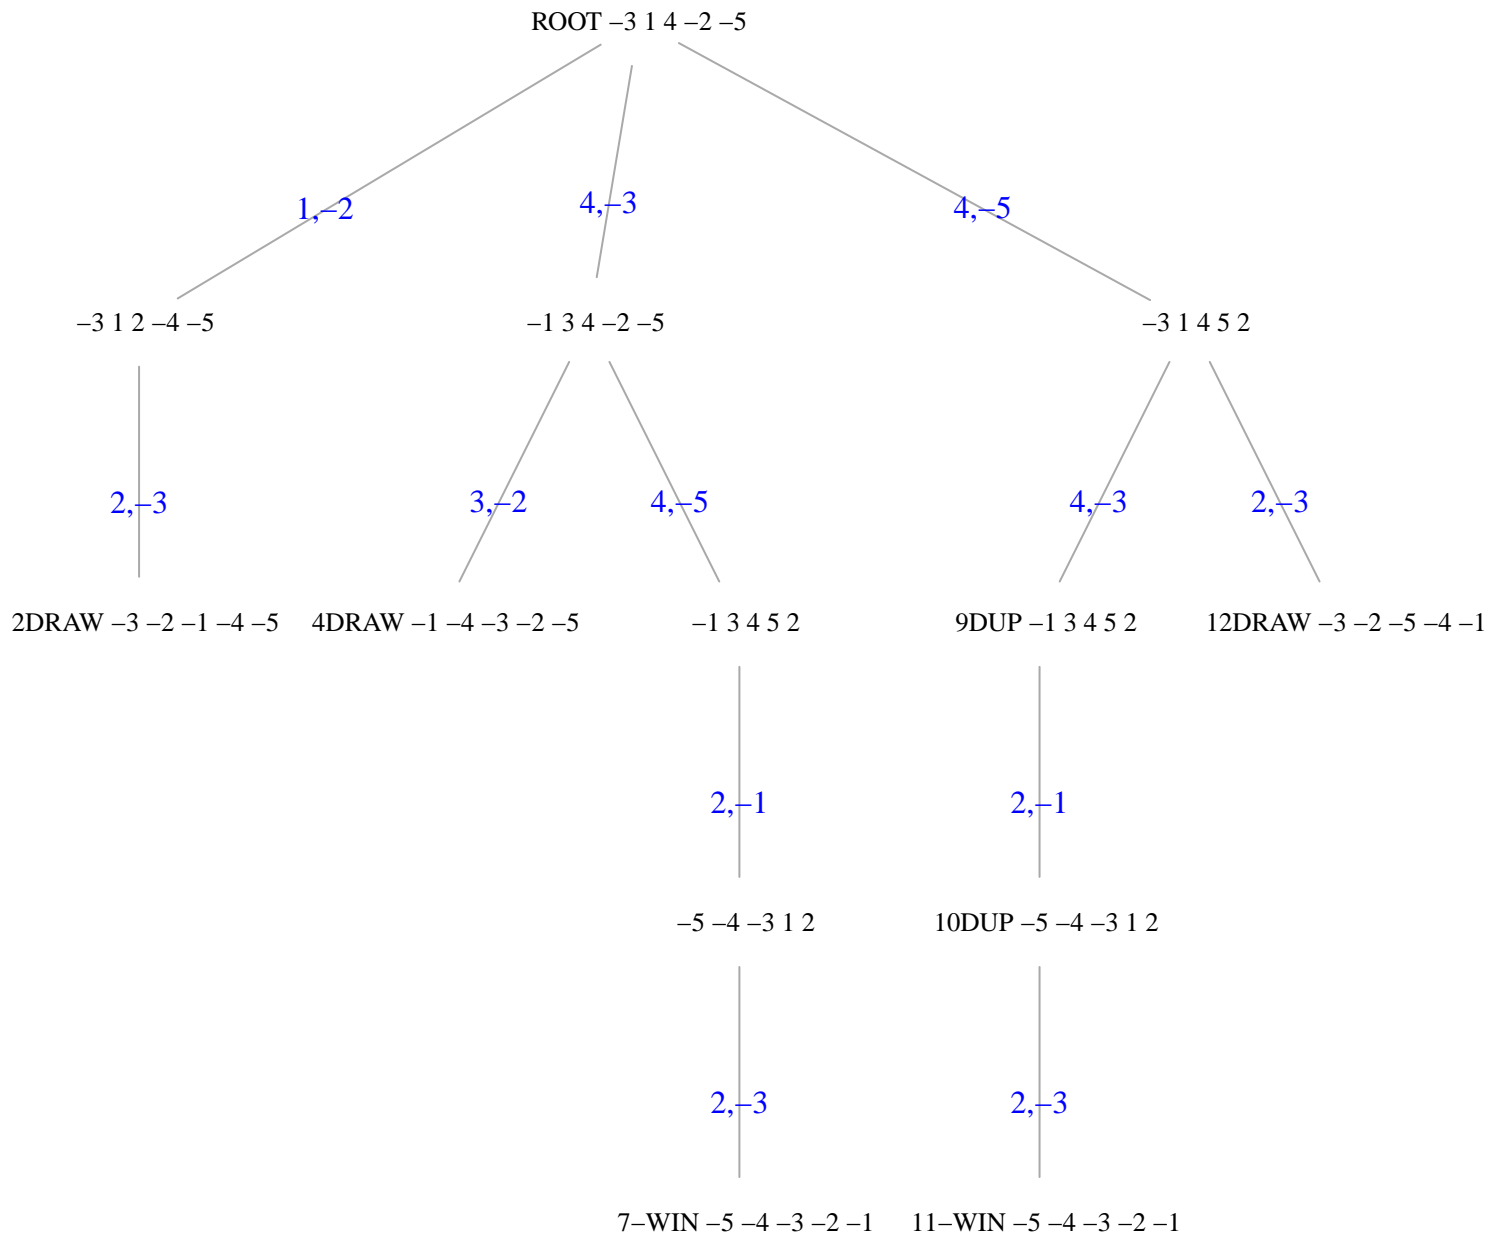 ROOT –3 1 4 –2 –5
1,–2
4,–3
4,–5
–3 1 2 –4 –5
–1 3 4 –2 –5
–3 1 4 5 2
2,–3
3,–2
4,–5
4,–3
2,–3
2DRAW –3 –2 –1 –4 –5
4DRAW –1 –4 –3 –2 –5
–1 3 4 5 2
9DUP –1 3 4 5 2
12DRAW –3 –2 –5 –4 –1
2,–1
2,–1
–5 –4 –3 1 2
10DUP –5 –4 –3 1 2
2,–3
2,–3
7–WIN –5 –4 –3 –2 –1
11–WIN –5 –4 –3 –2 –1